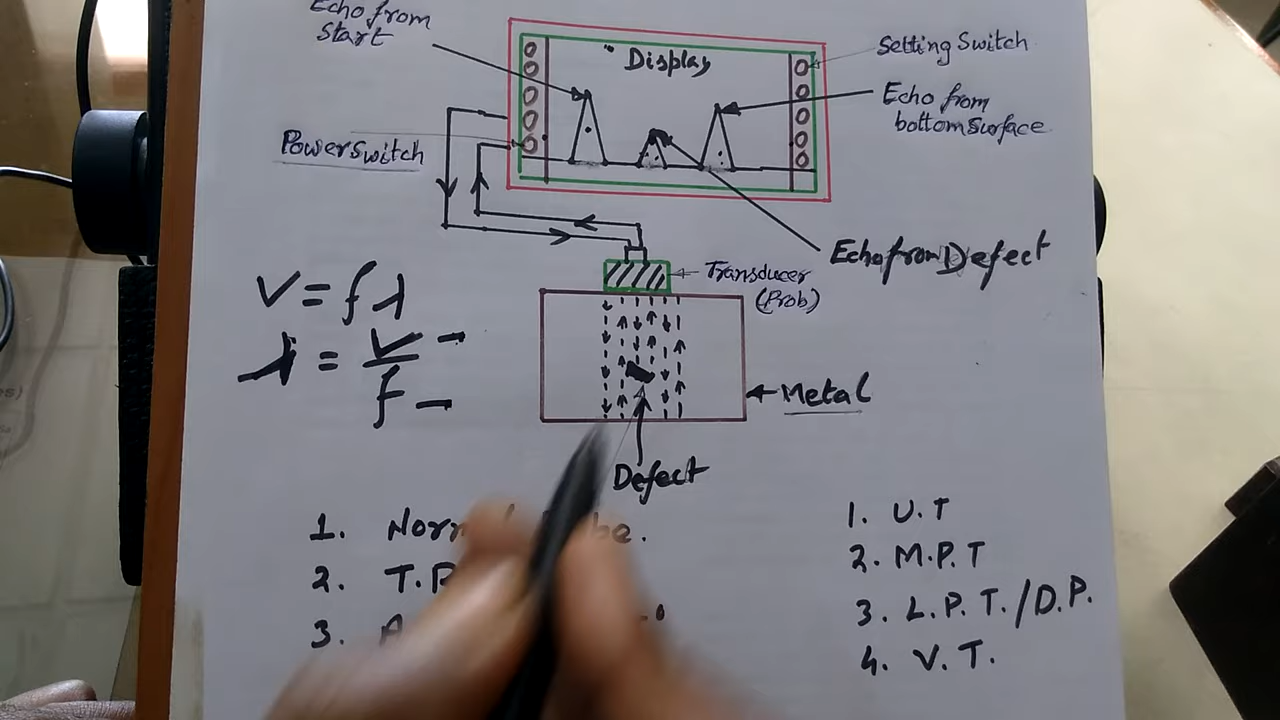 Echo from
start
Display
Setting Switch
Echo from
bottom surface
Power switch
Echo from Defect
Transducer
(Prob)
V = f λ
λ = V / f
Metal
Defect
1.
2. T.
3. A
1. U.T
2. M.P.T
3. L.P.T./D.P.
4. V.T.